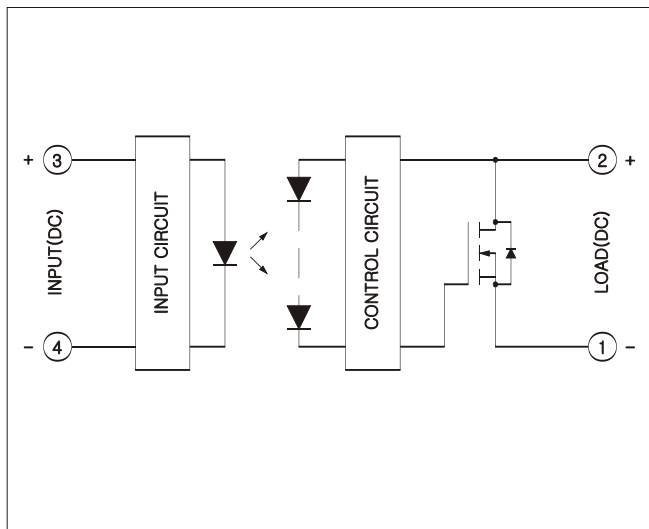 + 3
INPUT(DC)
- 4
INPUT CIRCUIT
CONTROL CIRCUIT
2 +
LOAD(DC)
1 -